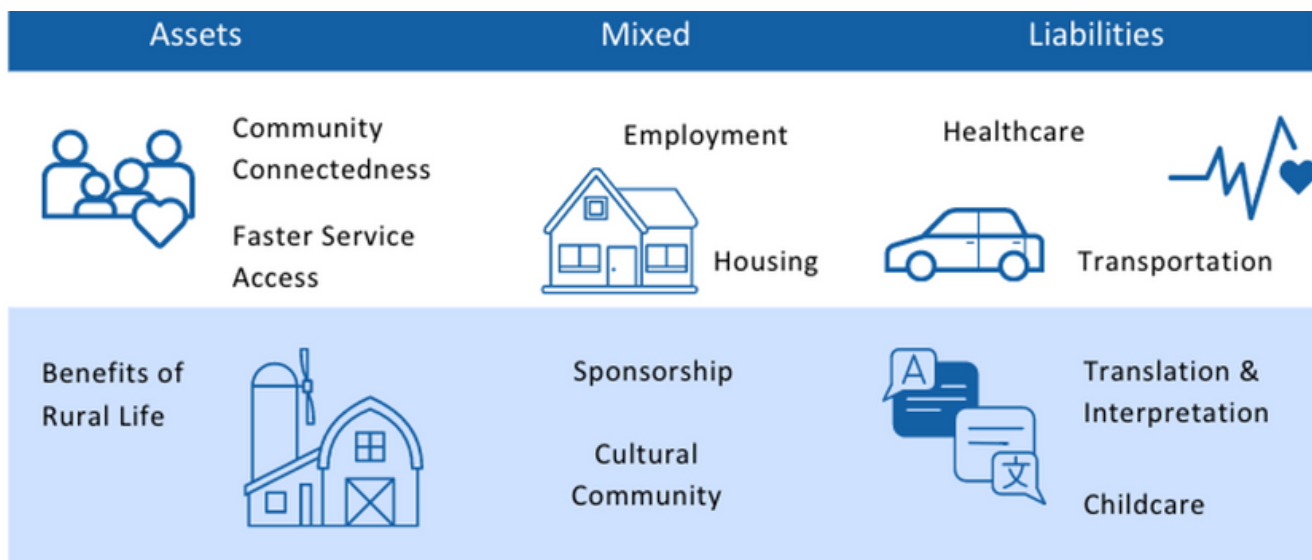 Assets
Mixed
Liabilities
Community
Connectedness
Faster Service
Access
Employment
Housing
Healthcare
Transportation
Benefits of
Rural Life
Sponsorship
Cultural
Community
A
文
Translation &
Interpretation
Childcare